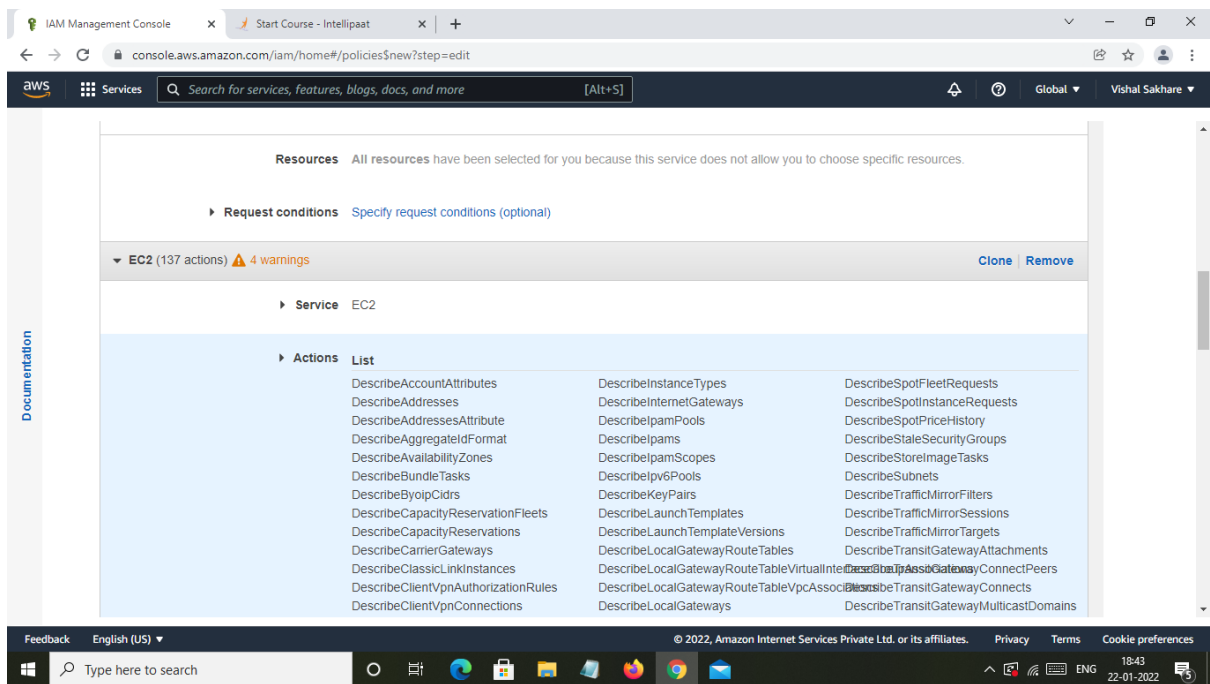 IAM Management Console
Start Course - Intellipaat
console.aws.amazon.com/iam/home#/policies$new?step=edit
aws Services Search for services, features, blogs, docs, and more [Alt+S] Global ▼ Vishal Sakhare ▼
Documentation
Resources All resources have been selected for you because this service does not allow you to choose specific resources.
Request conditions Specify request conditions (optional)
EC2 (137 actions) 4 warnings Clone Remove
Service EC2
Actions List
DescribeAccountAttributes DescribeInstanceTypes DescribeSpotFleetRequests
DescribeAddresses DescribeInternetGateways DescribeSpotInstanceRequests
DescribeAddressesAttribute DescribeIpamPools DescribeSpotPriceHistory
DescribeAggregateIdFormat DescribeIpams DescribeStaleSecurityGroups
DescribeAvailabilityZones DescribeIpamScopes DescribeStoreImageTasks
DescribeBundleTasks DescribeIpv6Pools DescribeSubnets
DescribeByoipCidrs DescribeKeyPairs DescribeTrafficMirrorFilters
DescribeCapacityReservationFleets DescribeLaunchTemplates DescribeTrafficMirrorSessions
DescribeCapacityReservations DescribeLaunchTemplateVersions DescribeTrafficMirrorTargets
DescribeCarrierGateways DescribeLocalGatewayRouteTables DescribeTransitGatewayAttachments
DescribeClassicLinkInstances DescribeLocalGatewayRouteTableVirtualInterfaceGroupAssociations DescribeTransitGatewayConnectPeers
DescribeClientVpnAuthorizationRules DescribeLocalGatewayRouteTableVpcAssociations DescribeTransitGatewayConnects
DescribeClientVpnConnections DescribeLocalGateways DescribeTransitGatewayMulticastDomains
Feedback English (US) ▼ © 2022, Amazon Internet Services Private Ltd. or its affiliates. Privacy Terms Cookie preferences
Type here to search ENG 18:43
22-01-2022
5